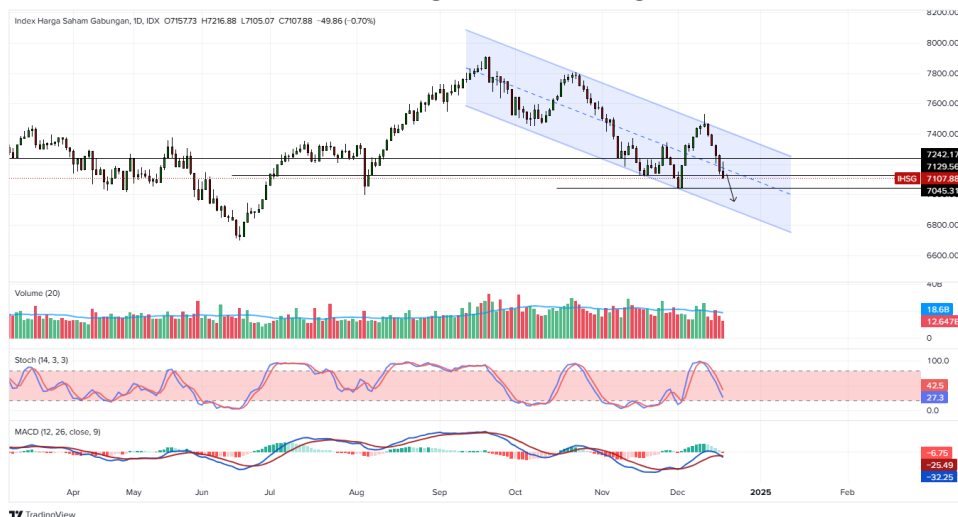 Index Harga Saham Gabungan, 1D, IDX O7157.73 H7216.88 L7105.07 C7107.88 −49.86 (−0.70%)
8200.00
8000.00
7800.00
7600.00
7400.00
7242.17
7129.56
IHSG 7107.88
7045.31
6800.00
6600.00
Volume (20)
40B
18.68
12.647B
0
Stoch (14, 3, 3)
100.0
42.5
27.3
0.0
MACD (12, 26, close, 9)
−6.75
−25.49
−32.25
Apr May Jun Jul Aug Sep Oct Nov Dec 2025 Feb
TradingView